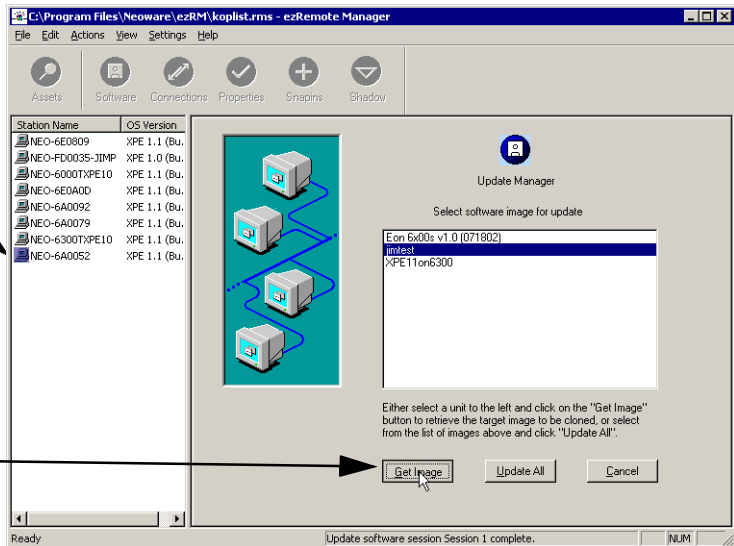 C:\Program Files\Neoware\ezRM\koplist.rms - ezRemote Manager
File Edit Actions View Settings Help
Assets Software Connections Properties Snapins Shadow
Station Name OS Version
NEO-6E0809 XPE 1.1 (Bu.
NEO-FD0035-JIMP XPE 1.0 (Bu.
NEO-6000TXPE10 XPE 1.1 (Bu.
NEO-6E0A0D XPE 1.1 (Bu.
NEO-6A0092 XPE 1.1 (Bu.
NEO-6A0079 XPE 1.1 (Bu.
NEO-6300TXPE10 XPE 1.1 (Bu.
NEO-6A0052 XPE 1.1 (Bu.
Update Manager
Select software image for update
Eon 6x00s v1.0 (071802)
jimtest
XPE11on6300
Either select a unit to the left and click on the "Get Image"
button to retrieve the target image to be cloned, or select
from the list of images above and click "Update All".
Get Image Update All Cancel
Ready Update software session Session 1 complete. NUM